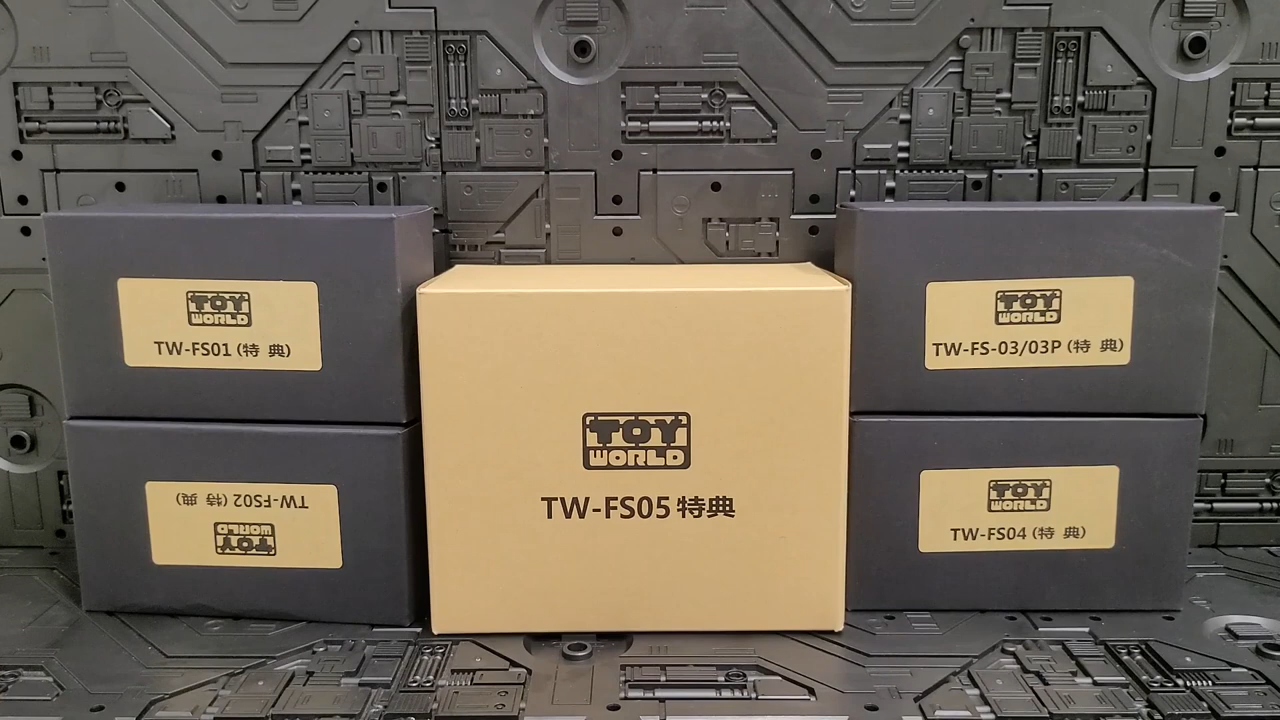 TOY
WORLD
TW-FS01 (特 典)
TOY
WORLD
TW-FS02 (特 典)
TOY
WORLD
TW-FS05 特典
TOY
WORLD
TW-FS-03/03P (特 典)
TOY
WORLD
TW-FS04 (特 典)